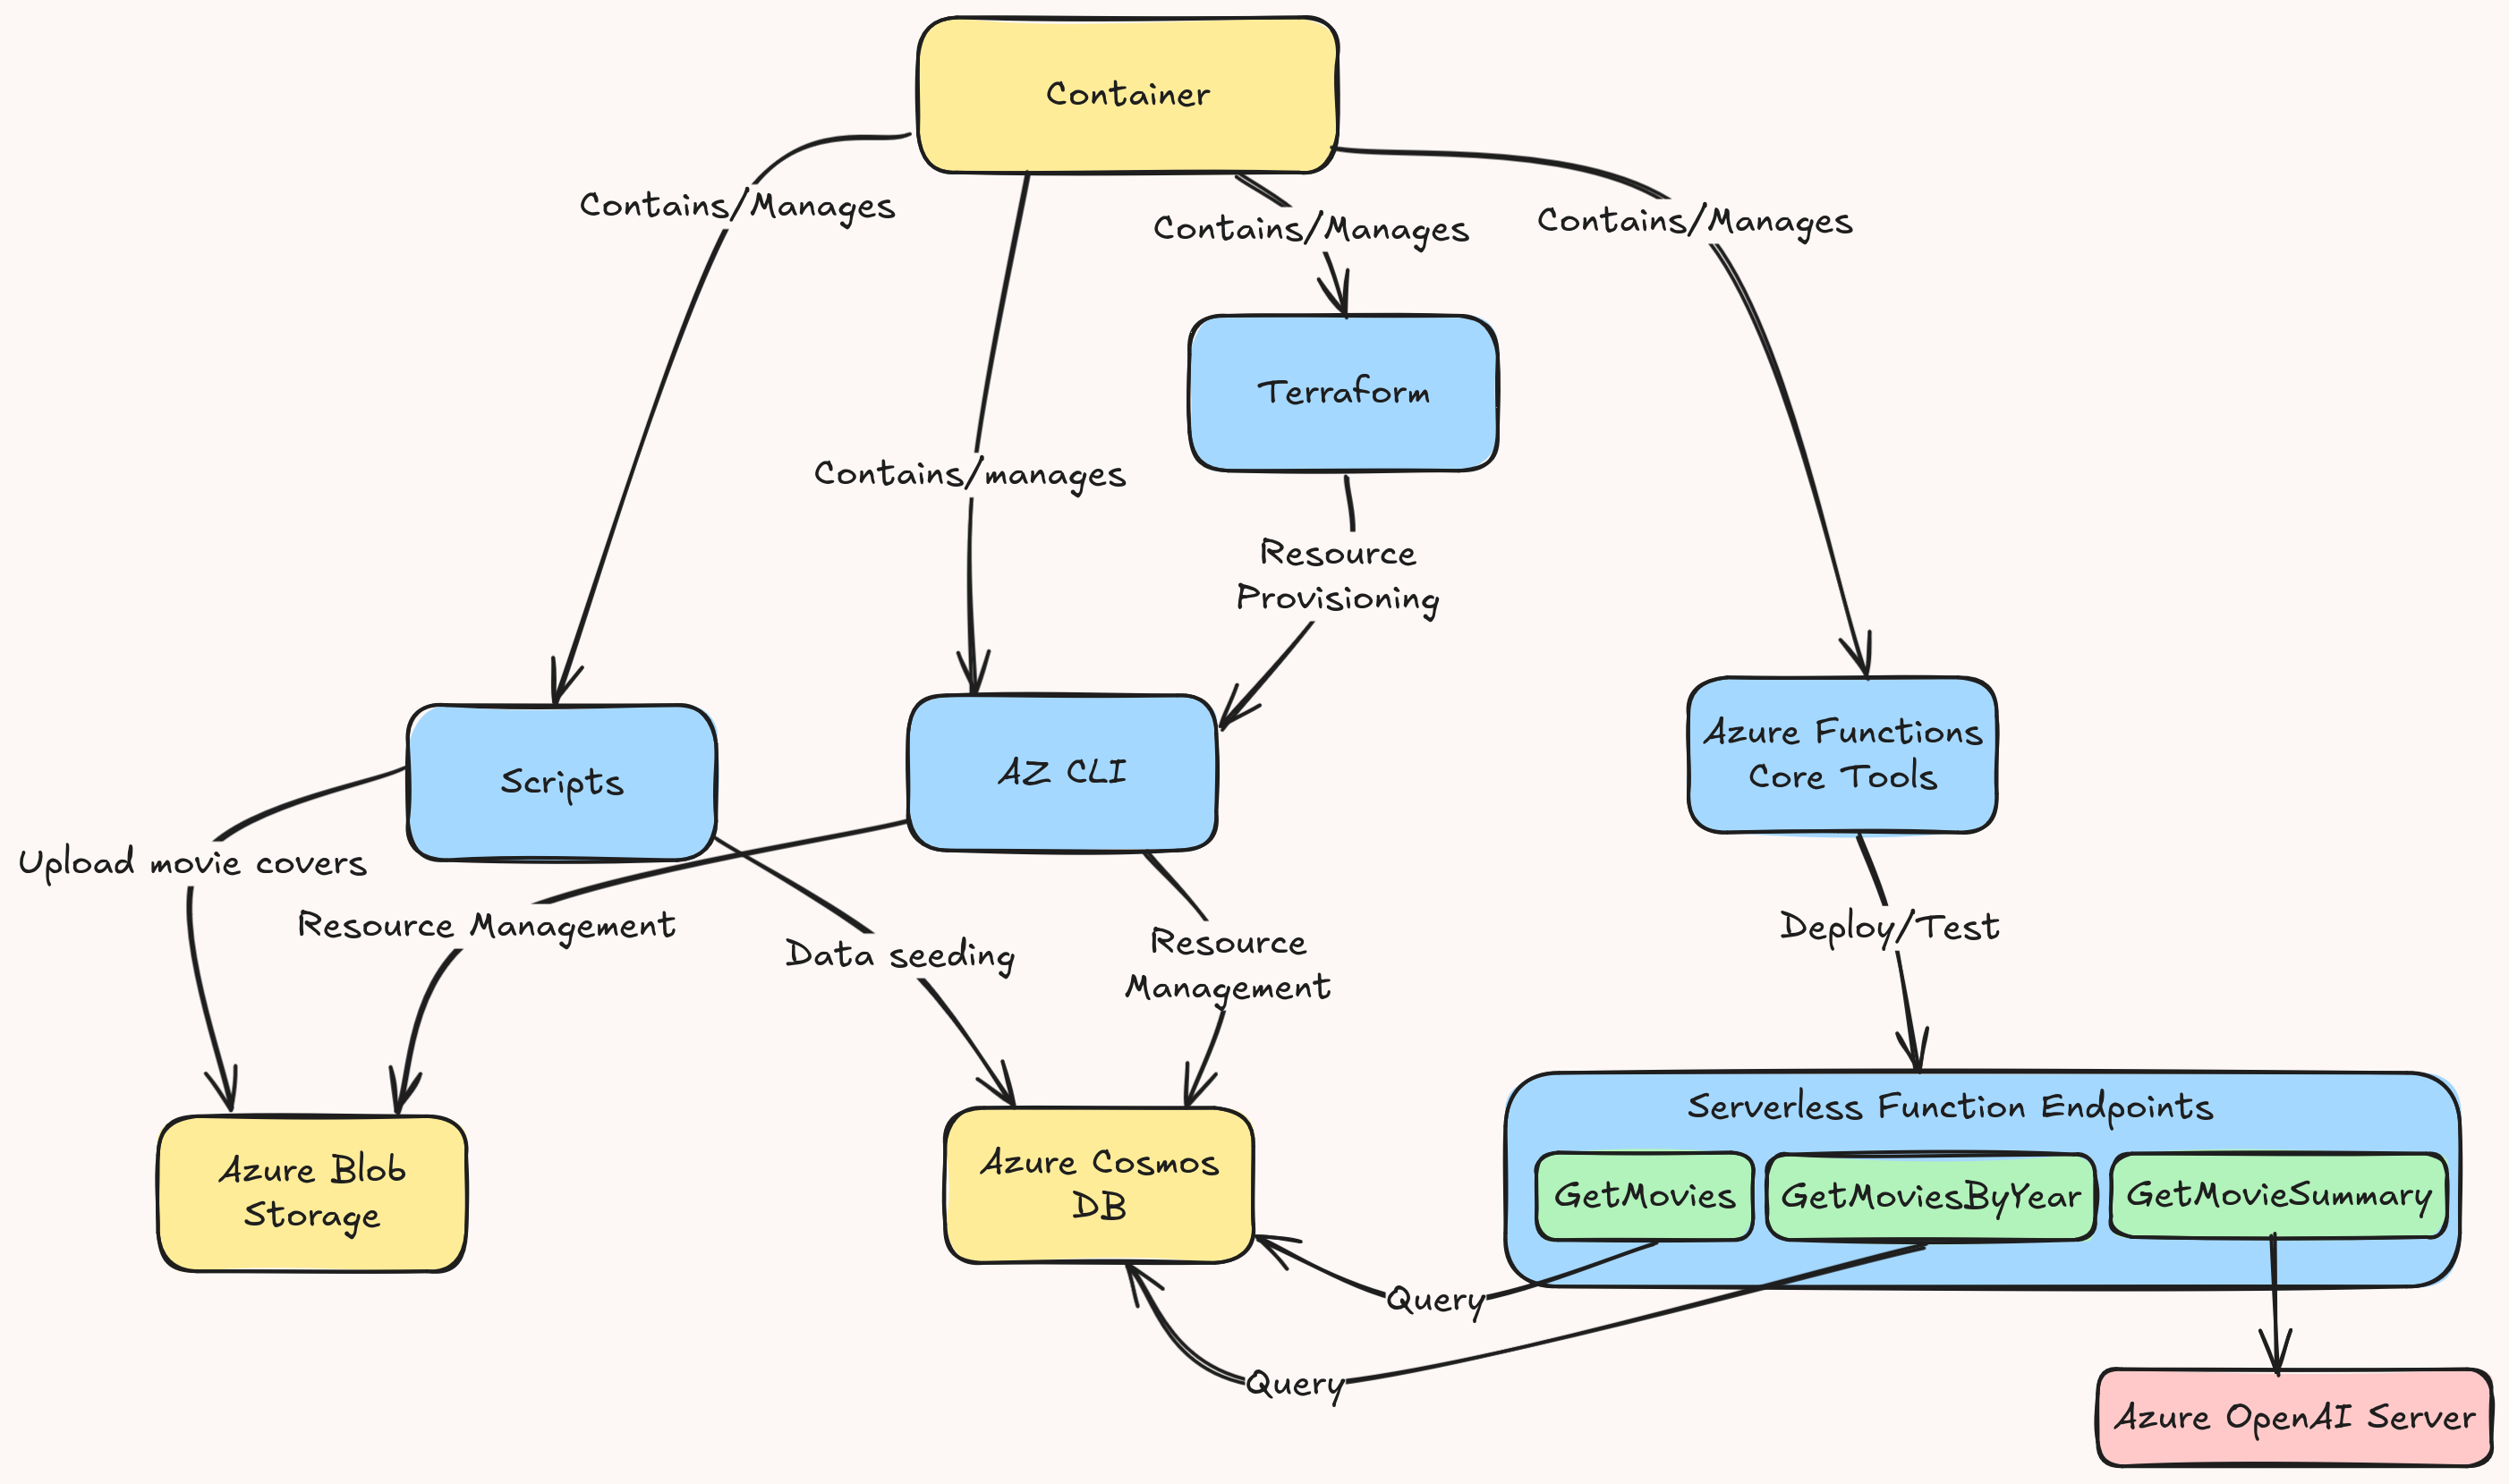 Container
Contains/Manages
Contains/Manages
Contains/Manages
Terraform
Contains/manages
Resource
Provisioning
Scripts
AZ CLI
Azure Functions
Core Tools
Upload movie covers
Resource Management
Data seeding
Resource
Management
Deploy/Test
Azure Blob
Storage
Azure Cosmos
DB
Serverless Function Endpoints
GetMovies
GetMoviesByYear
GetMovieSummary
Query
Query
Azure OpenAI Server